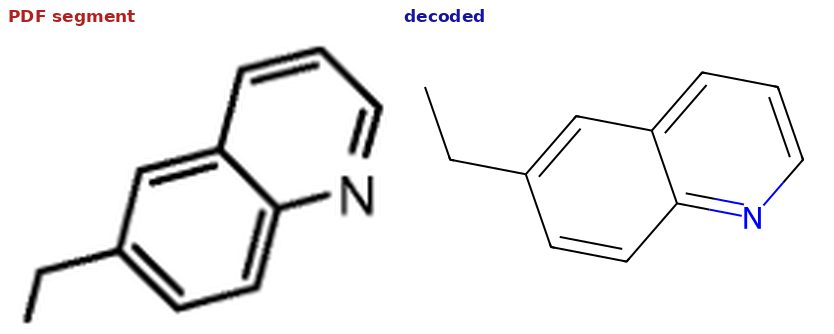 PDF segment
decoded
N
N